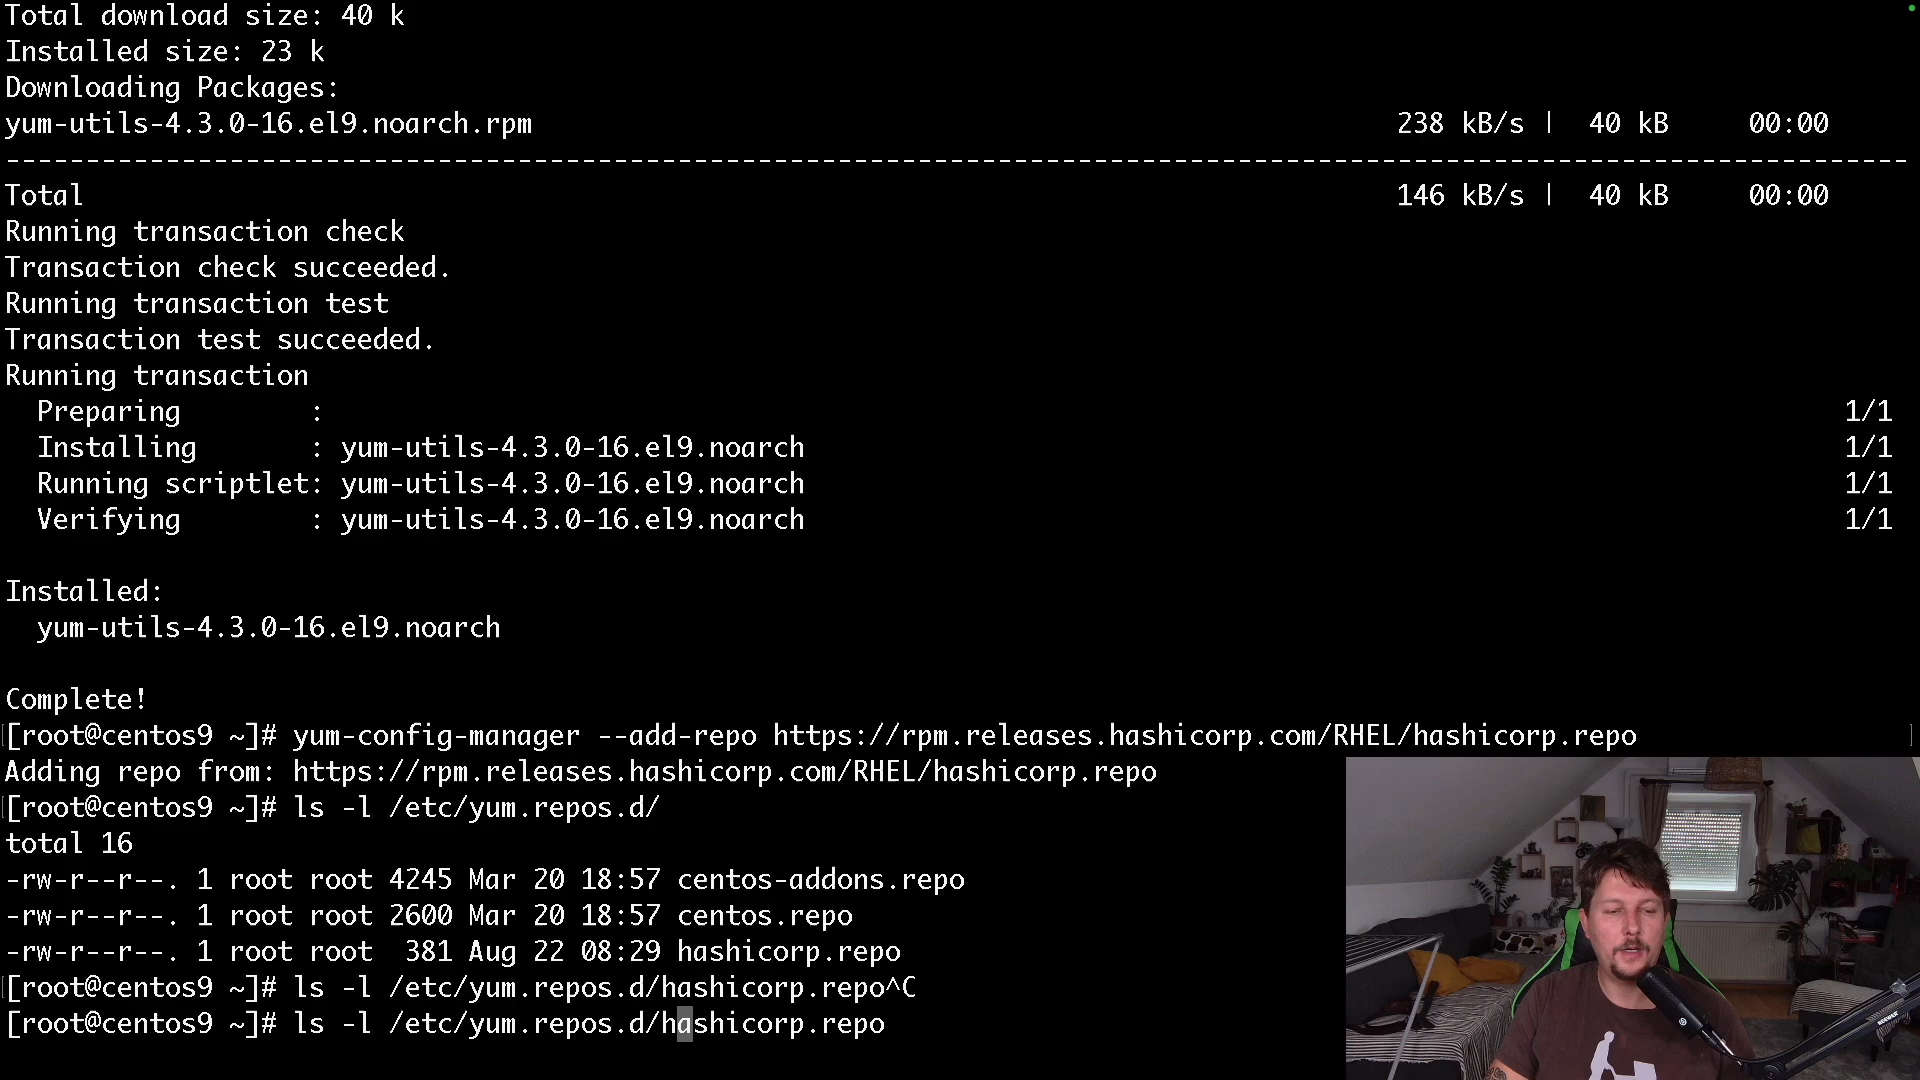 Total download size: 40 k
Installed size: 23 k
Downloading Packages:
yum-utils-4.3.0-16.el9.noarch.rpm 238 kB/s | 40 kB 00:00
--------------------------------------------------------------------------------
Total 146 kB/s | 40 kB 00:00
Running transaction check
Transaction check succeeded.
Running transaction test
Transaction test succeeded.
Running transaction
Preparing : 1/1
Installing : yum-utils-4.3.0-16.el9.noarch 1/1
Running scriptlet: yum-utils-4.3.0-16.el9.noarch 1/1
Verifying : yum-utils-4.3.0-16.el9.noarch 1/1
Installed:
yum-utils-4.3.0-16.el9.noarch
Complete!
[root@centos9 ~]# yum-config-manager --add-repo https://rpm.releases.hashicorp.com/RHEL/hashicorp.repo
Adding repo from: https://rpm.releases.hashicorp.com/RHEL/hashicorp.repo
[root@centos9 ~]# ls -l /etc/yum.repos.d/
total 16
-rw-r--r--. 1 root root 4245 Mar 20 18:57 centos-addons.repo
-rw-r--r--. 1 root root 2600 Mar 20 18:57 centos.repo
-rw-r--r--. 1 root root 381 Aug 22 08:29 hashicorp.repo
[root@centos9 ~]# ls -l /etc/yum.repos.d/hashicorp.repo^C
[root@centos9 ~]# ls -l /etc/yum.repos.d/hashicorp.repo